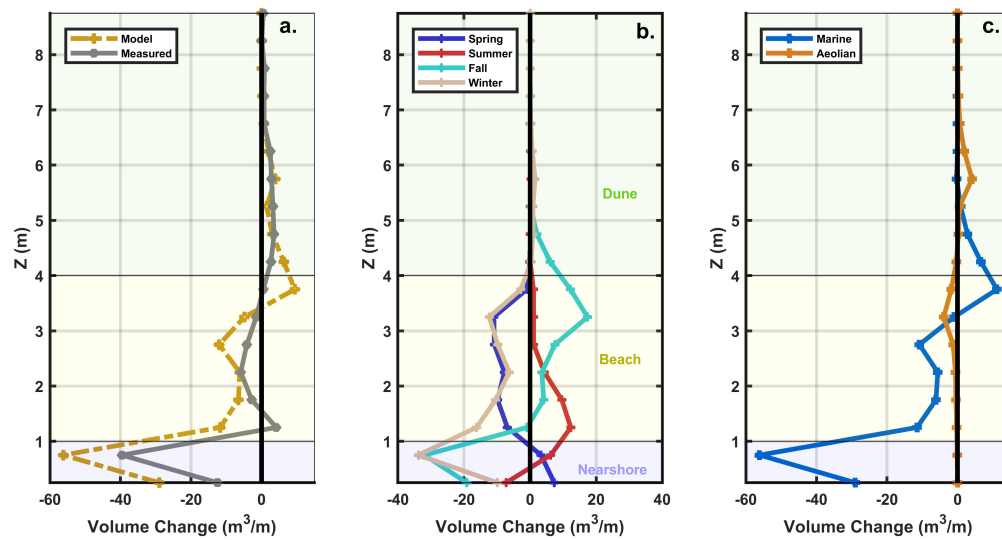 a.
Model
Measured
8
7
6
5
4
3
2
1
0
-60
-40
-20
0
Z (m)
Volume Change (m³/m)
b.
Spring
Summer
Fall
Winter
Dune
Beach
Nearshore
8
7
6
5
4
3
2
1
0
-40
-20
0
20
40
Z (m)
Volume Change (m³/m)
c.
Marine
Aeolian
8
7
6
5
4
3
2
1
0
-60
-40
-20
0
Z (m)
Volume Change (m³/m)